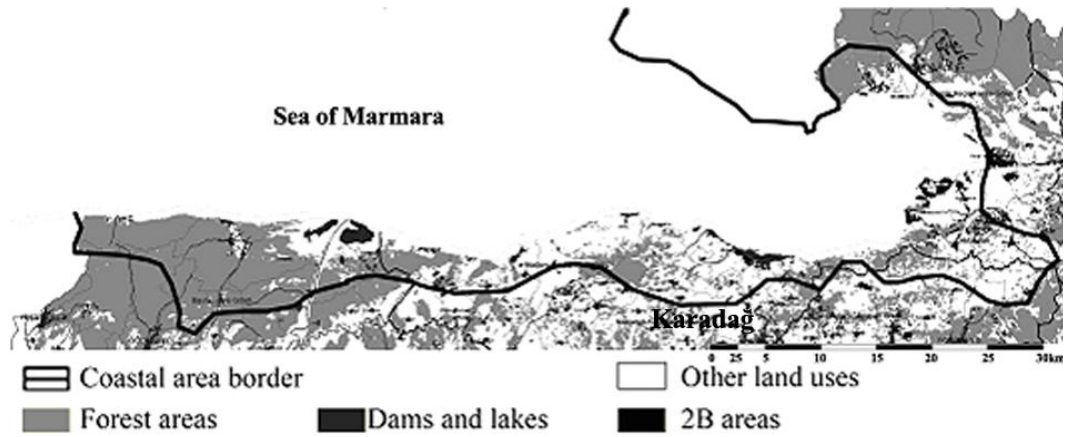 Sea of Marmara
Karadağ
0 25 5 10 15 20 25 30km
Coastal area border
Other land uses
Forest areas
Dams and lakes
2B areas